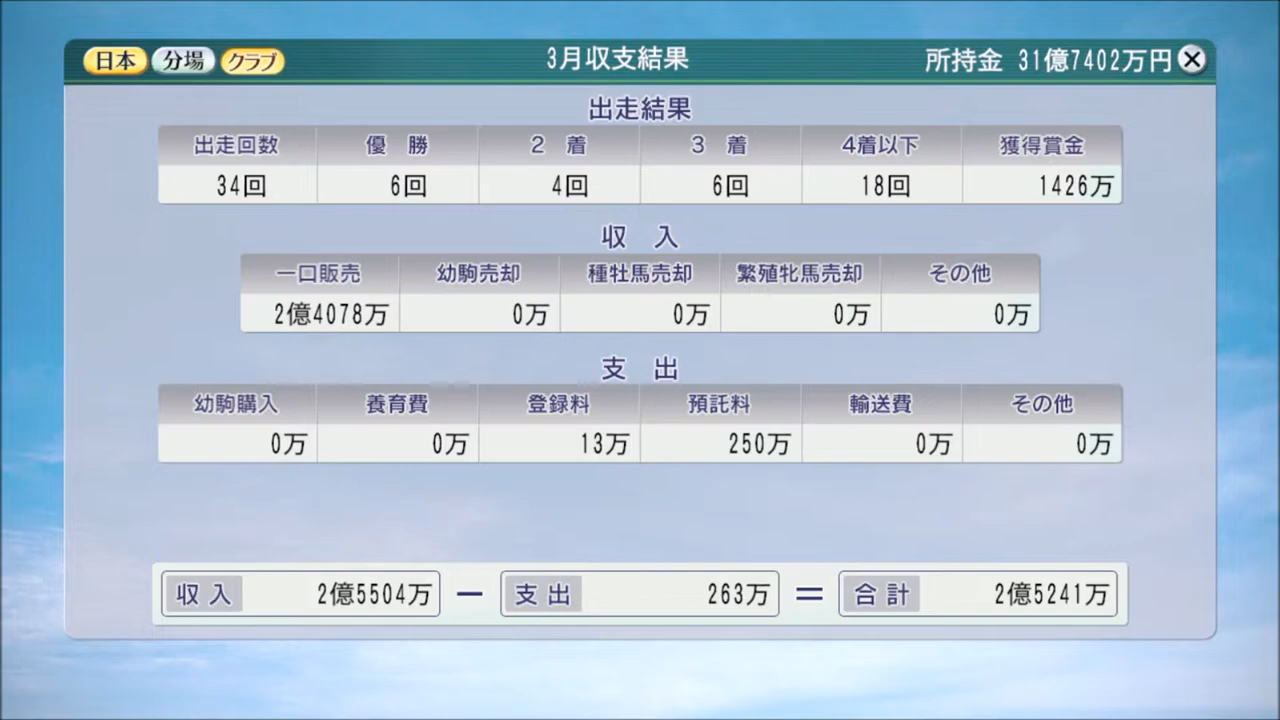 日本 分場 クラブ 3月収支結果 所持金 31億7402万円
出走結果
出走回数 優 勝 2 着 3 着 4着以下 獲得賞金
34回 6回 4回 6回 18回 1426万
収 入
一口販売 幼駒売却 種牡馬売却 繁殖牝馬売却 その他
2億4078万 0万 0万 0万 0万
支 出
幼駒購入 養育費 登録料 預託料 輸送費 その他
0万 0万 13万 250万 0万 0万
収入 2億5504万 － 支出 263万 ＝ 合計 2億5241万